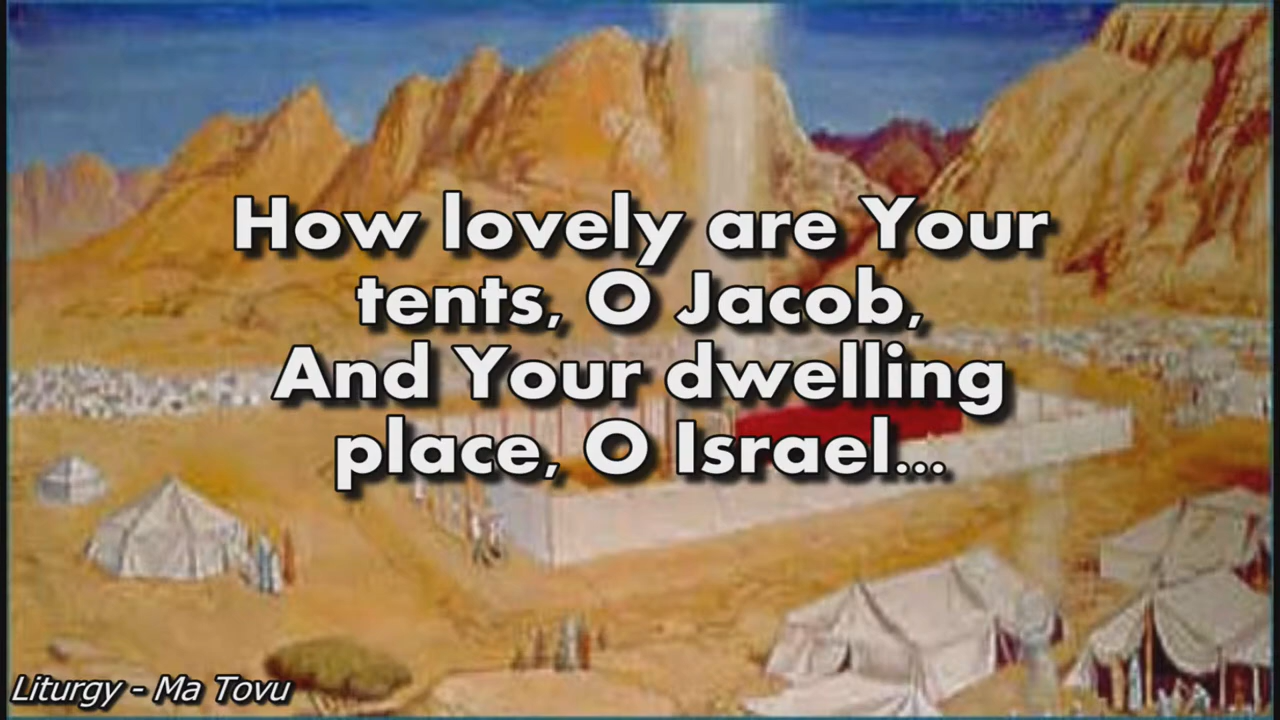 How lovely are Your
tents, O Jacob,
And Your dwelling
place, O Israel...
Liturgy - Ma Tovu